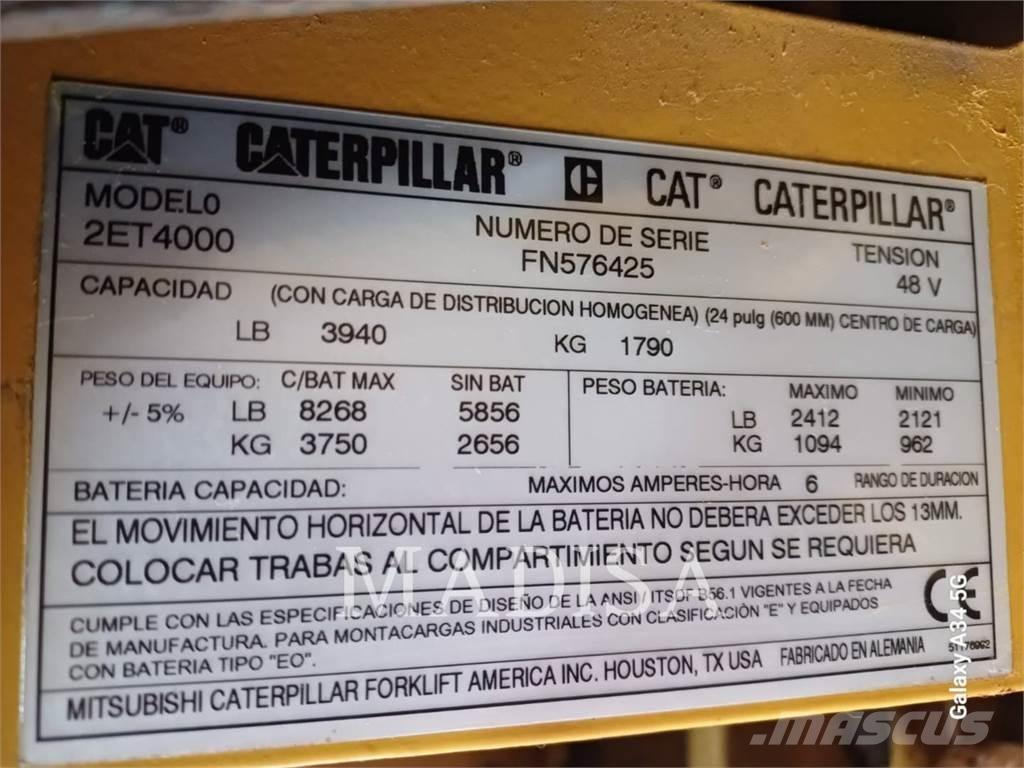 CAT® CATERPILLAR® CAT® CATERPILLAR®
MODELO NUMERO DE SERIE TENSION
2ET4000 FN576425 48 V
CAPACIDAD (CON CARGA DE DISTRIBUCION HOMOGENEA) (24 pulg (600 MM) CENTRO DE CARGA)
LB 3940 KG 1790
PESO DEL EQUIPO: C/BAT MAX SIN BAT PESO BATERIA: MAXIMO MINIMO
+/- 5% LB 8268 5856 LB 2412 2121
KG 3750 2656 KG 1094 962
BATERIA CAPACIDAD: MAXIMOS AMPERES-HORA 6 RANGO DE DURACION
EL MOVIMIENTO HORIZONTAL DE LA BATERIA NO DEBERA EXCEDER LOS 13MM.
COLOCAR TRABAS AL COMPARTIMIENTO SEGUN SE REQUIERA
MADISA
CUMPLE CON LAS ESPECIFICACIONES DE DISEÑO DE LA ANSI / ITSDF B56.1 VIGENTES A LA FECHA
DE MANUFACTURA. PARA MONTACARGAS INDUSTRIALES CON CLASIFICACIÓN "E" Y EQUIPADOS
CON BATERIA TIPO "EO".
CE
MITSUBISHI CATERPILLAR FORKLIFT AMERICA INC. HOUSTON, TX USA FABRICADO EN ALEMANIA
Galaxy A34 5G
MASCUS